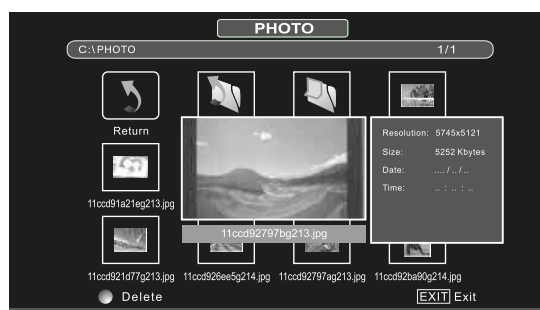 PHOTO
C:\PHOTO 1/1
Return
Resolution: 5745x5121
Size: 5252 Kbytes
Date: .... / .. / ..
Time: .. : .. : ..
11ccd91a21eg213.jpg
11ccd92797bg213.jpg
11ccd921d77g213.jpg 11ccd926ee5g214.jpg 11ccd92797ag213.jpg 11ccd92ba90g214.jpg
Delete EXIT Exit